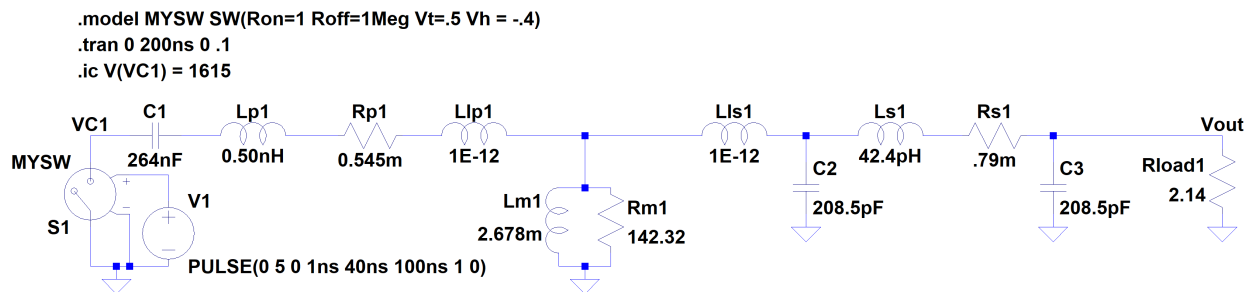 .model MYSW SW(Ron=1 Roff=1Meg Vt=.5 Vh = -.4)
.tran 0 200ns 0 .1
.ic V(VC1) = 1615
VC1
C1
264nF
Lp1
0.50nH
Rp1
0.545m
Llp1
1E-12
Lls1
1E-12
Ls1
42.4pH
Rs1
.79m
Vout
MYSW
S1
+
−
V1
+
−
PULSE(0 5 0 1ns 40ns 100ns 1 0)
Lm1
2.678m
Rm1
142.32
C2
208.5pF
C3
208.5pF
Rload1
2.14